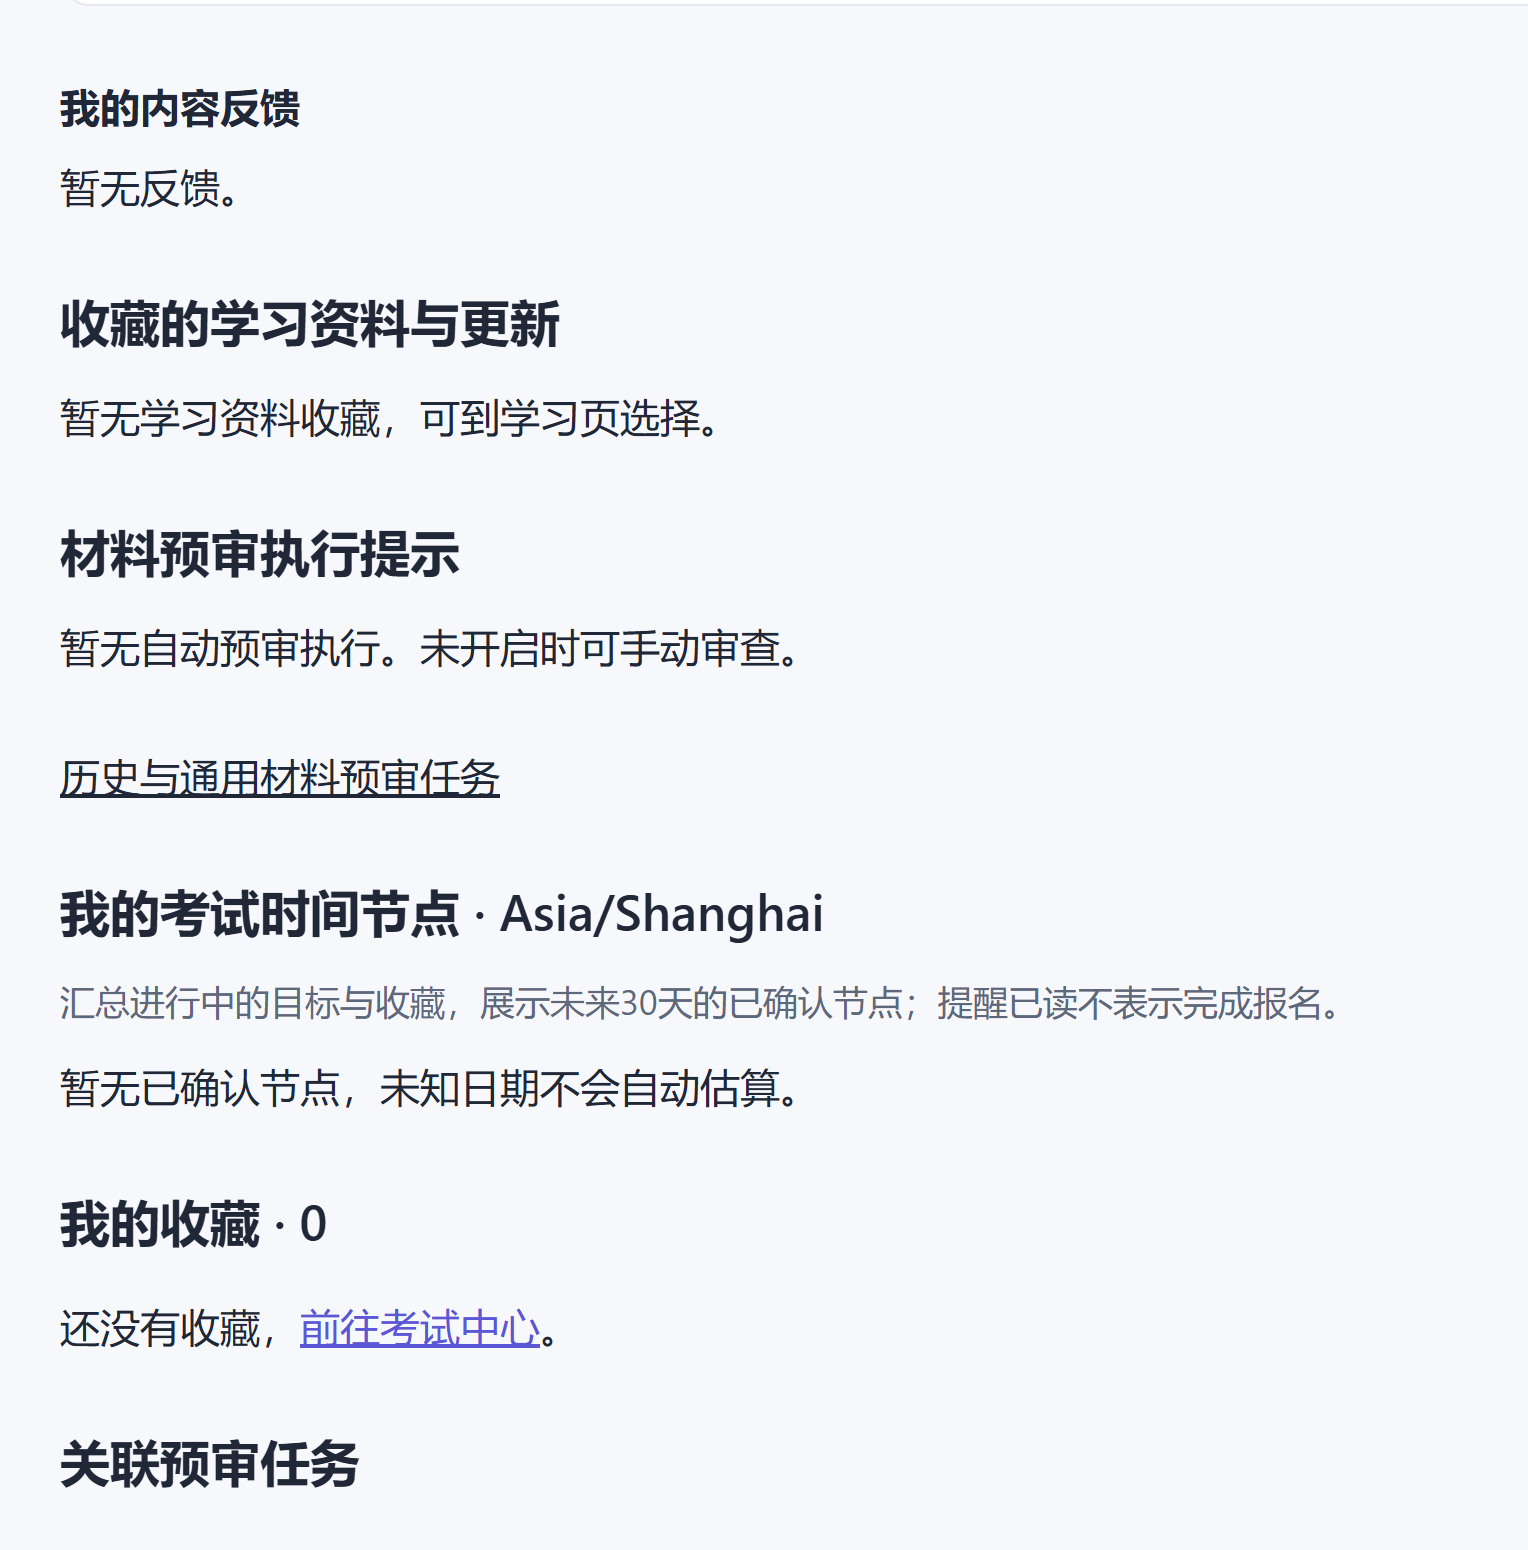 我的内容反馈
暂无反馈。
收藏的学习资料与更新
暂无学习资料收藏，可到学习页选择。
材料预审执行提示
暂无自动预审执行。未开启时可手动审查。
历史与通用材料预审任务
我的考试时间节点 · Asia/Shanghai
汇总进行中的目标与收藏，展示未来30天的已确认节点；提醒已读不表示完成报名。
暂无已确认节点，未知日期不会自动估算。
我的收藏 · 0
还没有收藏，前往考试中心。
关联预审任务